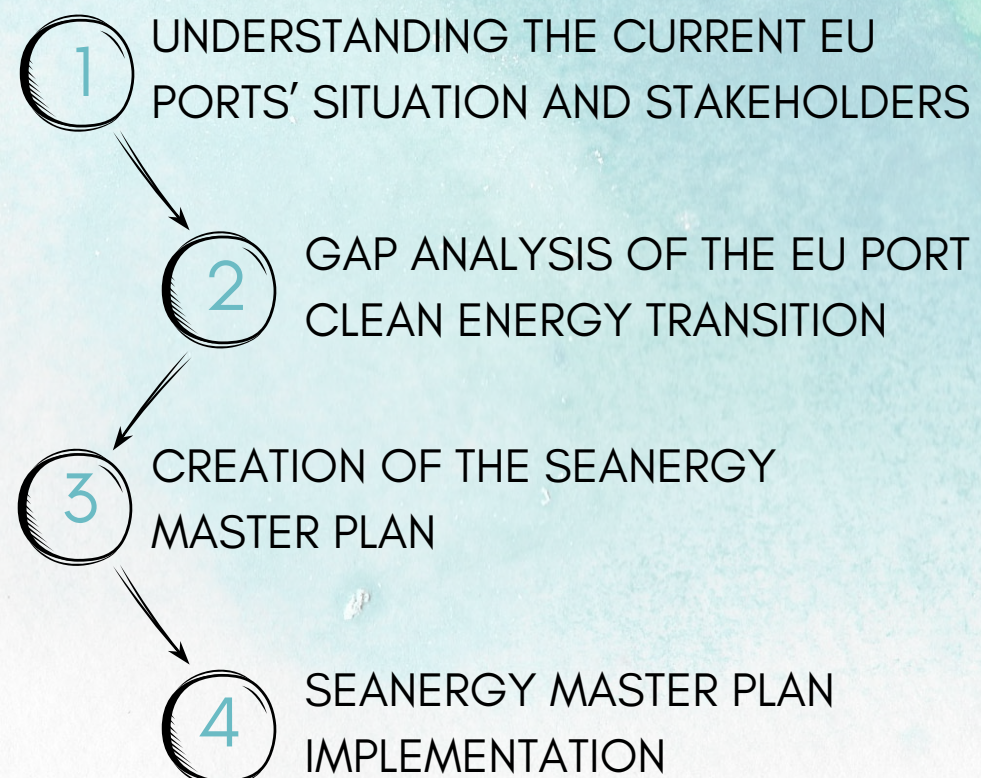 1
UNDERSTANDING THE CURRENT EU
PORTS' SITUATION AND STAKEHOLDERS
2
GAP ANALYSIS OF THE EU PORT
CLEAN ENERGY TRANSITION
3
CREATION OF THE SEANERGY
MASTER PLAN
4
SEANERGY MASTER PLAN
IMPLEMENTATION